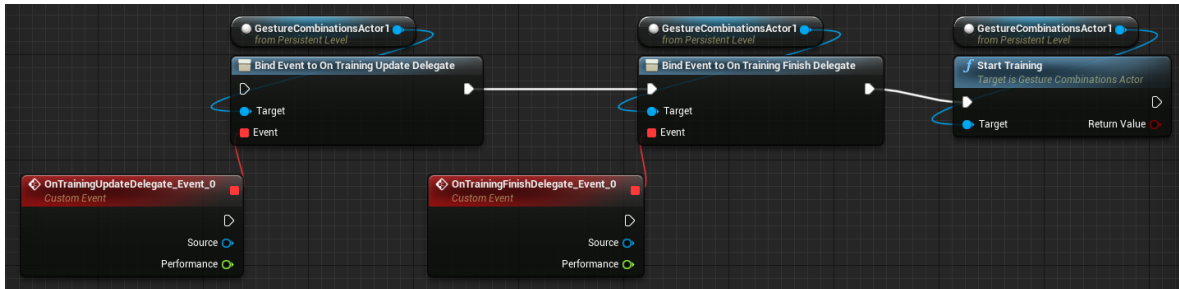 GestureCombinationsActor1
from Persistent Level
Bind Event to On Training Update Delegate
Target
Event
OnTrainingUpdateDelegate_Event_0
Custom Event
Source
Performance
GestureCombinationsActor1
from Persistent Level
Bind Event to On Training Finish Delegate
Target
Event
OnTrainingFinishDelegate_Event_0
Custom Event
Source
Performance
GestureCombinationsActor1
from Persistent Level
f Start Training
Target is Gesture Combinations Actor
Target Return Value